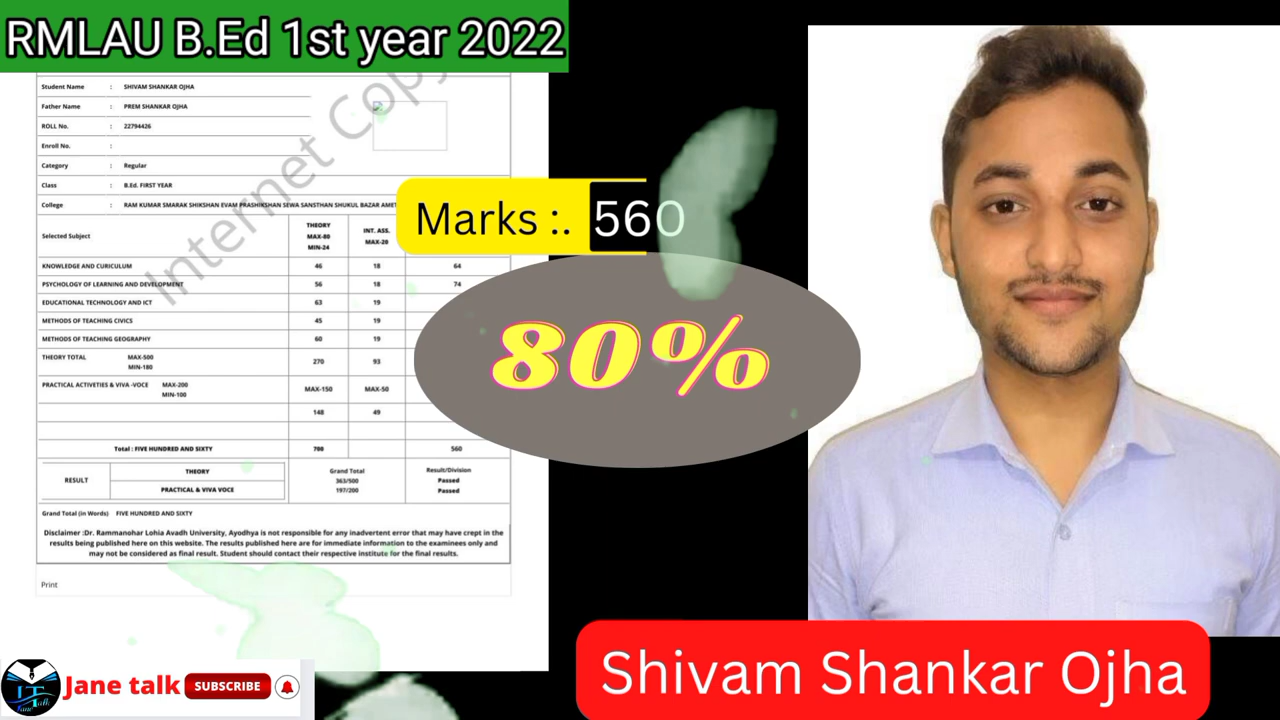 RMLAU B.Ed 1st year 2022
Student Name : SHIVAM SHANKAR OJHA
Father Name : PREM SHANKAR OJHA
ROLL No. : 22794426
Enroll No. :
Category : Regular
Class : B.Ed. FIRST YEAR
College : RAM KUMAR SMARAK SHIKSHAN EVAM PRASHIKSHAN SEWA SANSTHAN SHUKUL BAZAR
Internet Copy
Marks :. 560
80%
Selected Subject
THEORY
MAX-80
MIN-24
INT. ASS.
MAX-20
KNOWLEDGE AND CURICULUM 46 18 64
PSYCHOLOGY OF LEARNING AND DEVELOPMENT 56 18 74
EDUCATIONAL TECHNOLOGY AND ICT 63 19
METHODS OF TEACHING CIVICS 45 19
METHODS OF TEACHING GEOGRAPHY 60 19
THEORY TOTAL MAX-500 270 93
MIN-180
PRACTICAL ACTIVETIES & VIVA -VOCE MAX-200 MAX-150 MAX-50
MIN-100
148 49
Total : FIVE HUNDRED AND SIXTY 700 560
RESULT
THEORY
PRACTICAL & VIVA VOCE
Grand Total
363/500
197/200
Result/Division
Passed
Passed
Grand Total (in Words) FIVE HUNDRED AND SIXTY
Disclaimer :Dr. Rammanohar Lohia Avadh University, Ayodhya is not responsible for any inadvertent error that may have crept in the
results being published here on this website. The results published here are for immediate information to the examinees only and
may not be considered as final result. Student should contact their respective institute for the final results.
Print
Jane talk SUBSCRIBE
Shivam Shankar Ojha